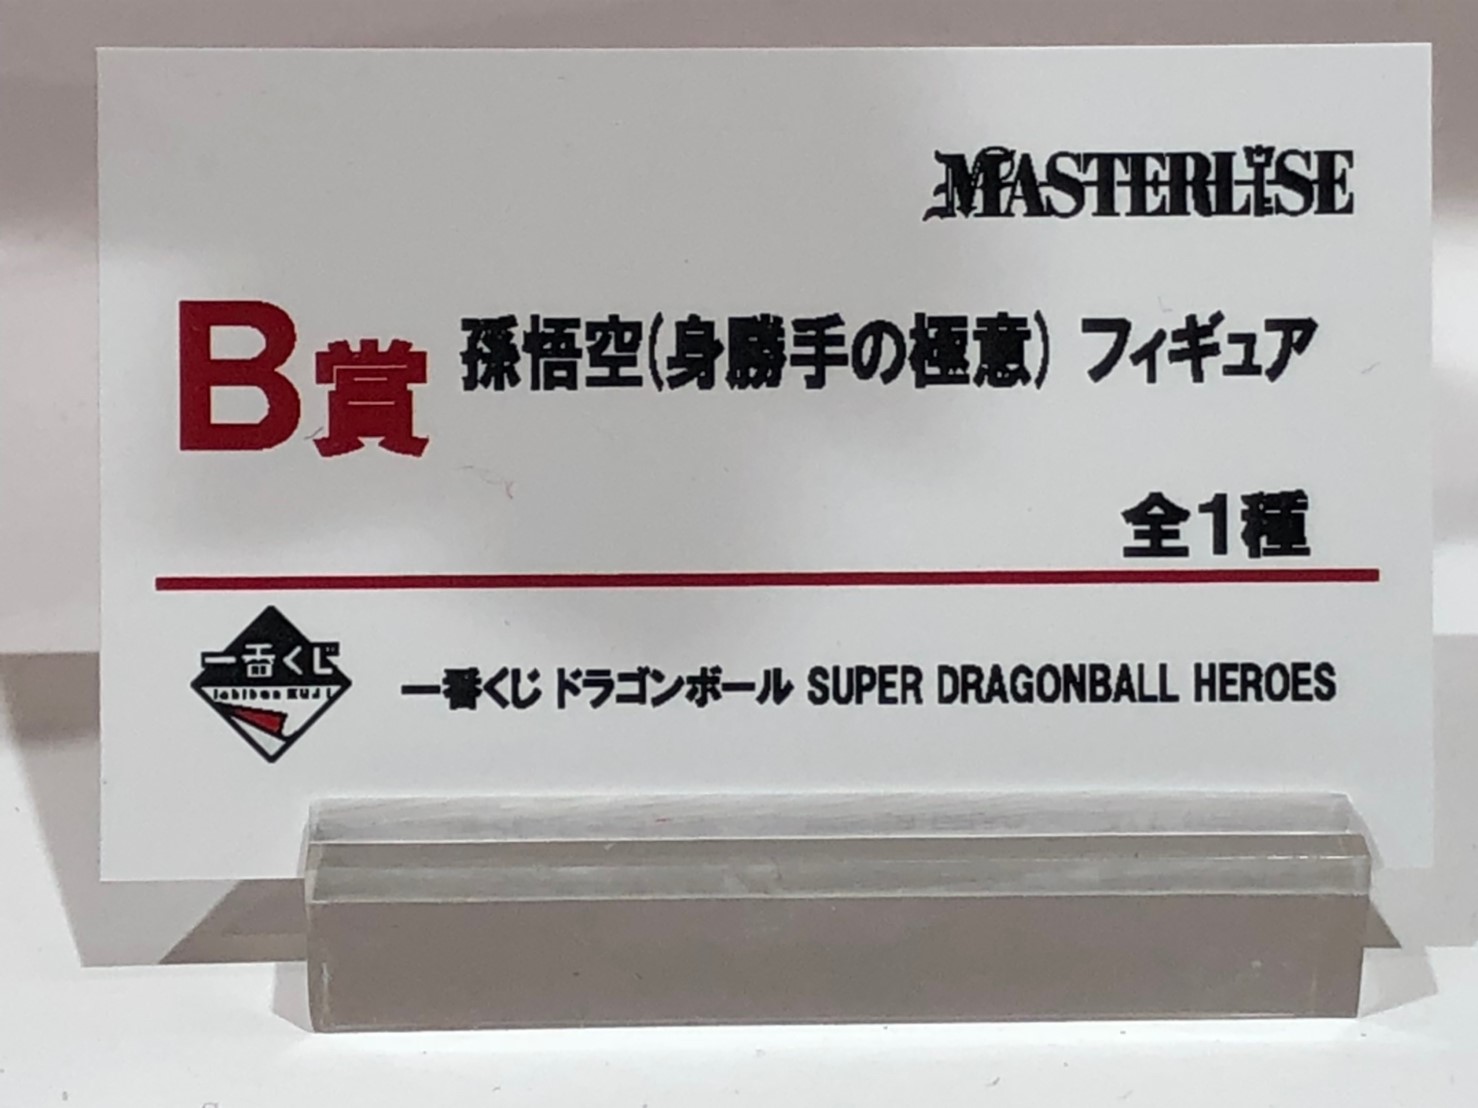 MASTERLISE
B賞 孫悟空(身勝手の極意) フィギュア
全1種
一番くじ
Ichiban KUJI
一番くじ ドラゴンボール SUPER DRAGONBALL HEROES